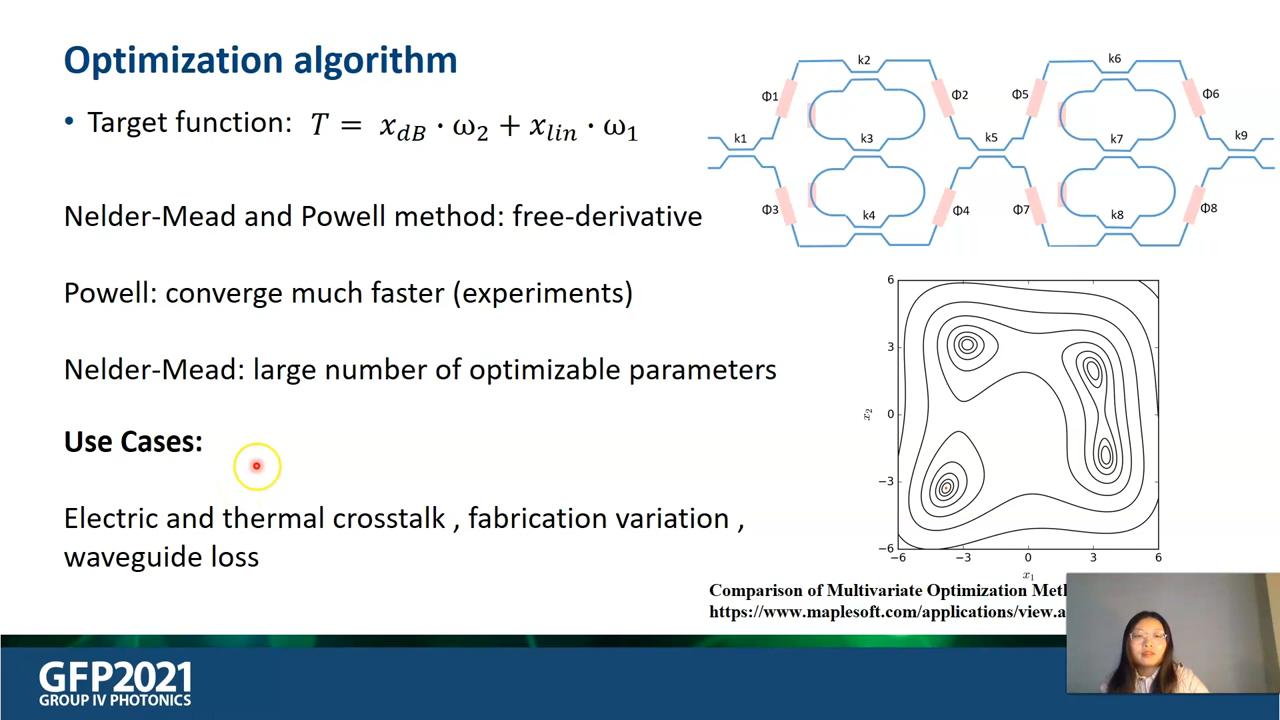 Optimization algorithm
• Target function: T = x_dB · ω₂ + x_lin · ω₁
Nelder-Mead and Powell method: free-derivative
Powell: converge much faster (experiments)
Nelder-Mead: large number of optimizable parameters
Use Cases:
Electric and thermal crosstalk , fabrication variation ,
waveguide loss
k2
k6
Φ1
Φ2
Φ5
Φ6
k1
k3
k5
k7
k9
Φ3
k4
Φ4
Φ7
k8
Φ8
6
3
0
−3
−6
x₂
−6
−3
0
3
6
x₁
Comparison of Multivariate Optimization
https://www.maplesoft.com/applications/view.a
GFP2021
GROUP IV PHOTONICS